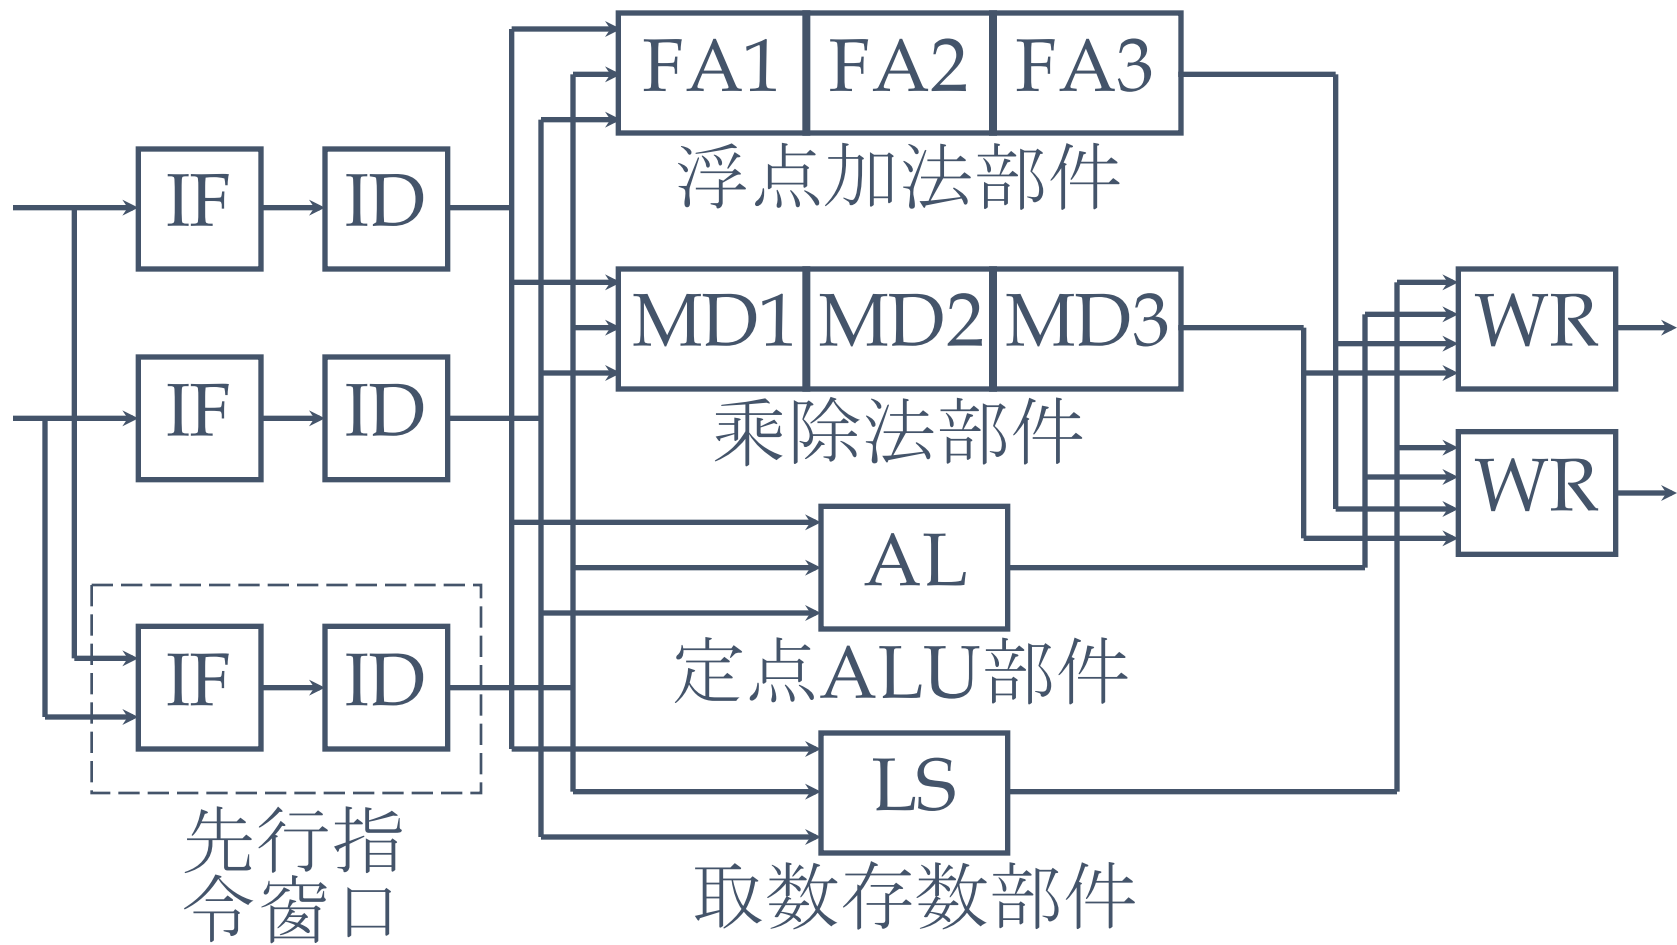 FA1 FA2 FA3
浮点加法部件
IF ID
MD1 MD2 MD3
WR
乘除法部件
IF ID
WR
AL
定点ALU部件
IF ID
LS
先行指
令窗口
取数存数部件